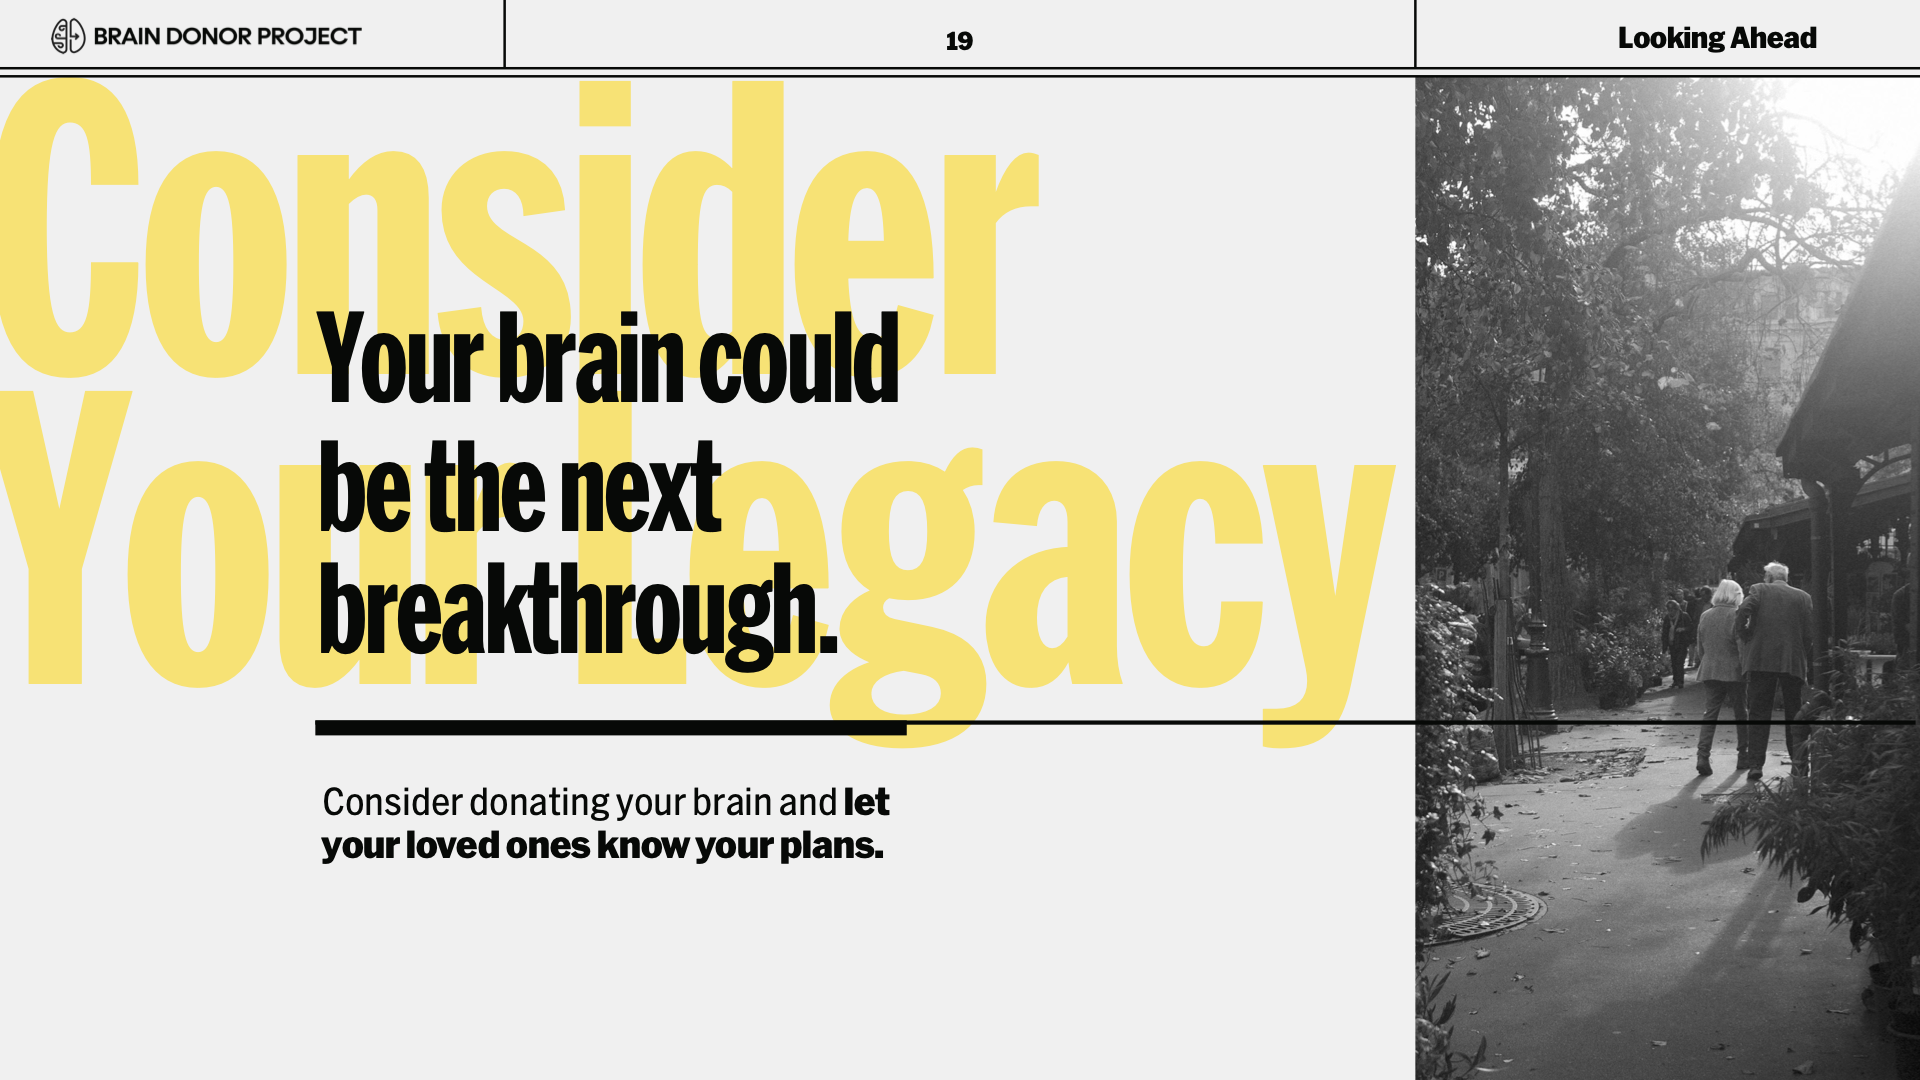 BRAIN DONOR PROJECT
19
Looking Ahead
Consider
Your Legacy
Your brain could
be the next
breakthrough.
Consider donating your brain and let
your loved ones know your plans.